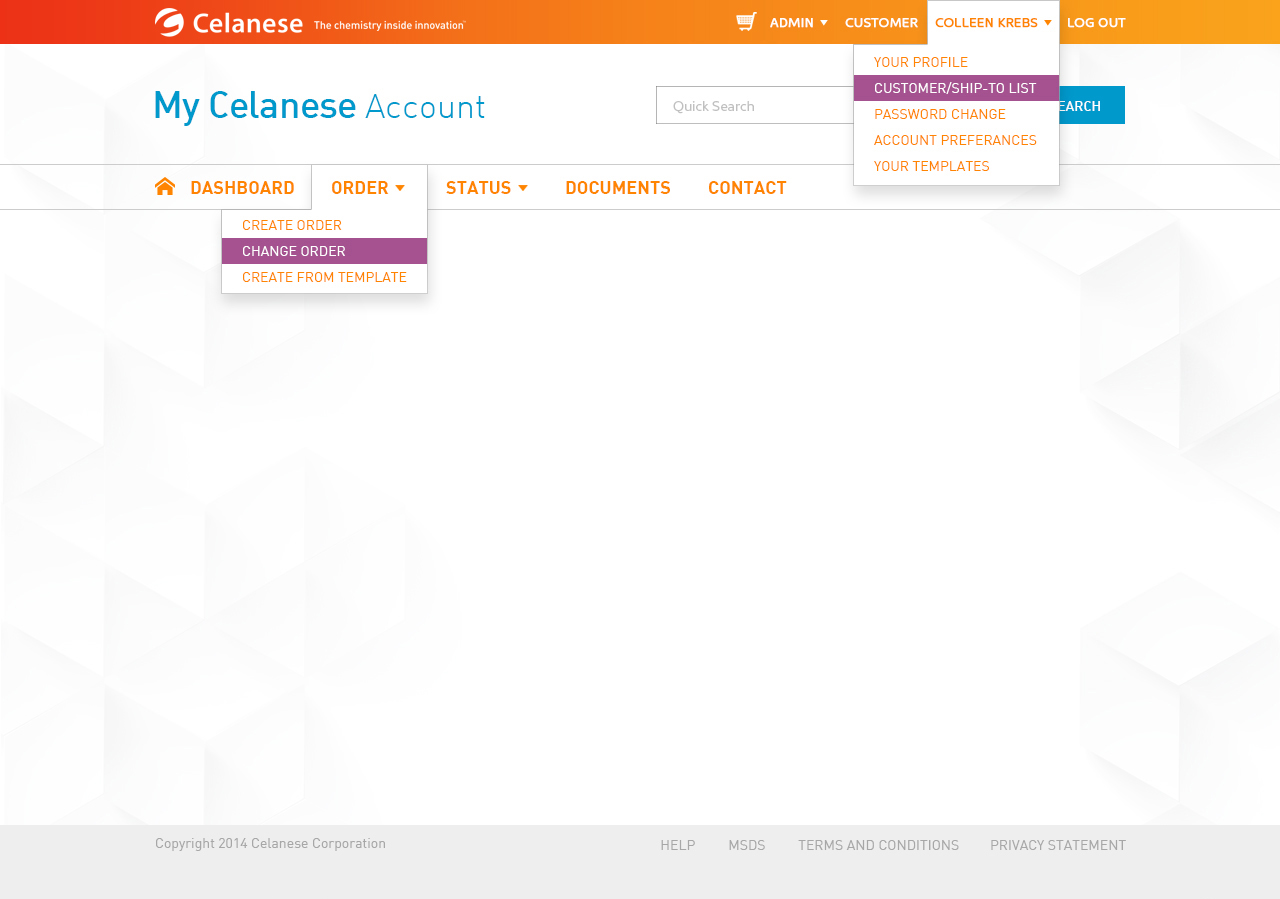 Celanese The chemistry inside innovation™
ADMIN CUSTOMER COLLEEN KREBS LOG OUT
YOUR PROFILE
CUSTOMER/SHIP-TO LIST
PASSWORD CHANGE
ACCOUNT PREFERANCES
YOUR TEMPLATES
My Celanese Account
Quick Search
EARCH
DASHBOARD ORDER STATUS DOCUMENTS CONTACT
CREATE ORDER
CHANGE ORDER
CREATE FROM TEMPLATE
Copyright 2014 Celanese Corporation
HELP MSDS TERMS AND CONDITIONS PRIVACY STATEMENT